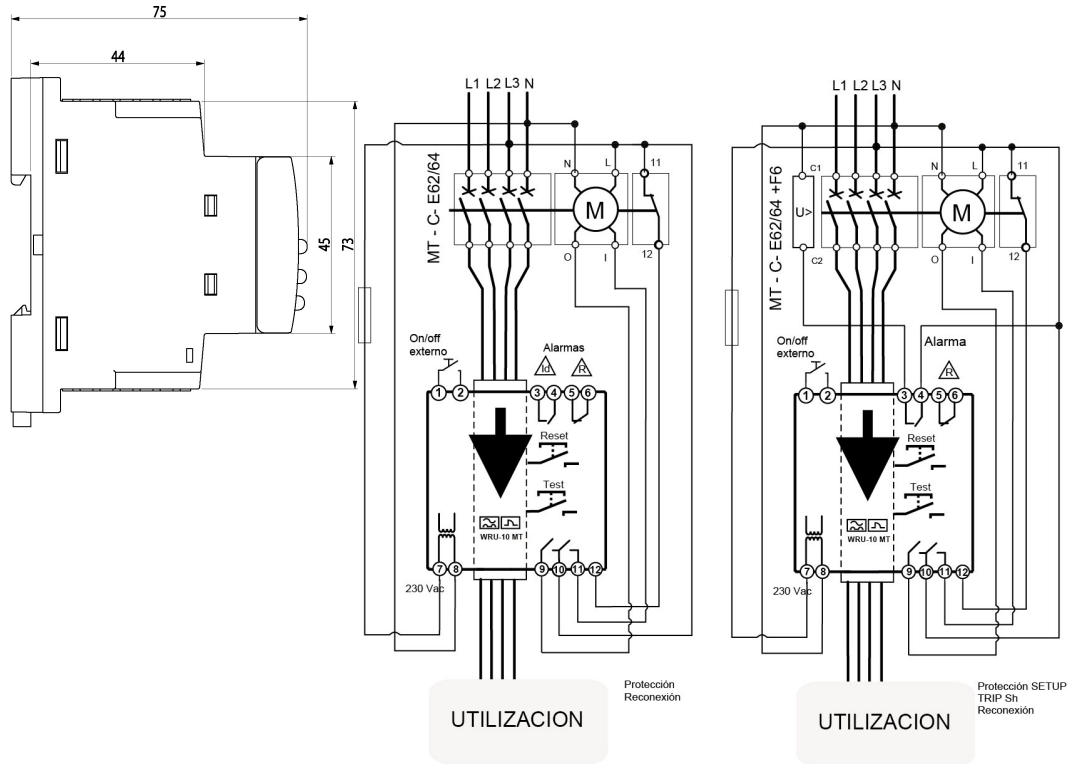 75
44
45
73
L1 L2 L3 N
N
L
11
M
MT - C- E62/64
O
I
12
On/off
externo
Alarmas
Id
R
1 2 3 4 5 6
Reset
Test
WRU-10 MT
7 8 9 10 11 12
230 Vac
UTILIZACION
Protección
Reconexión
L1 L2 L3 N
C1
N
L
11
U>
M
MT - C- E62/64 +F6
C2
O
I
12
On/off
externo
Alarma
R
1 2 3 4 5 6
Reset
Test
WRU-10 MT
7 8 9 10 11 12
230 Vac
UTILIZACION
Protección SETUP
TRIP Sh
Reconexión